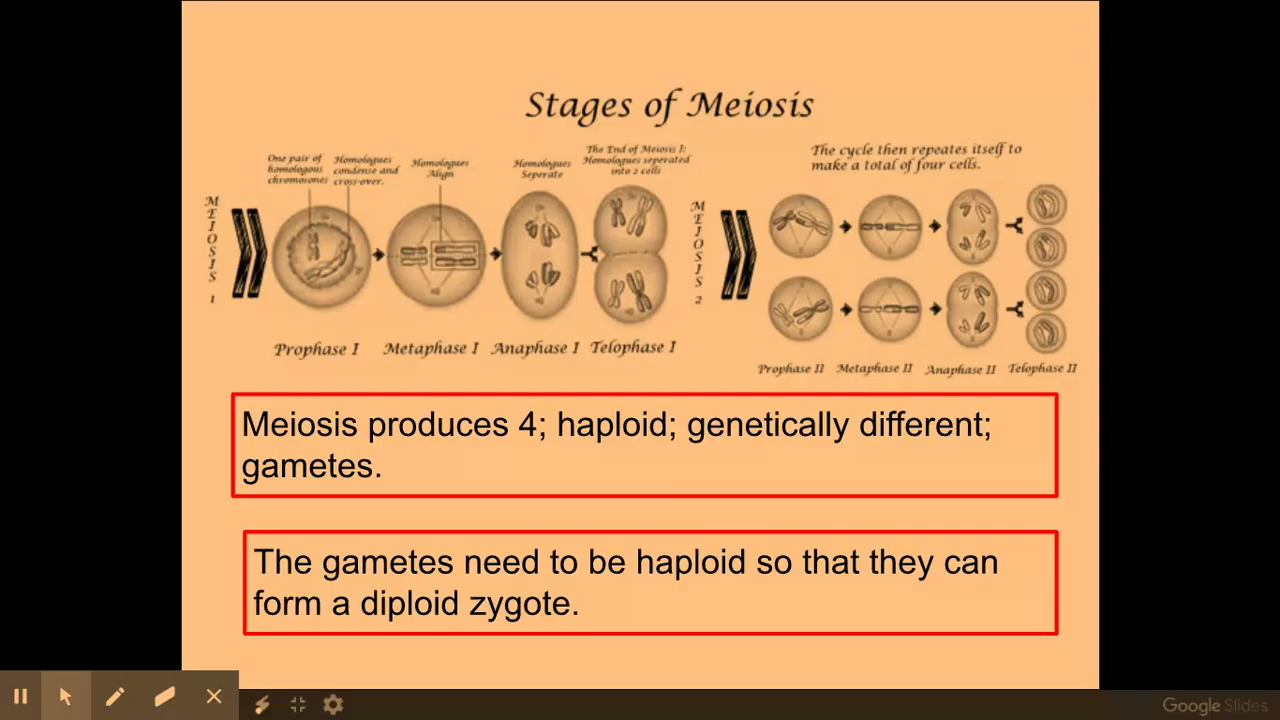 Stages of Meiosis
One pair of
homologous
chromosones
Homologues
condense and
cross-over.
Homologues
Align
Homologues
Seperate
The End of Meiosis I:
Homologues seperated
into 2 cells
The cycle then repeates itself to
make a total of four cells.
MEIOSIS 1
MEIOSIS 2
Prophase I
Metaphase I
Anaphase I
Telophase I
Prophase II
Metaphase II
Anaphase II
Telophase II
Meiosis produces 4; haploid; genetically different;
gametes.
The gametes need to be haploid so that they can
form a diploid zygote.
Google Slides